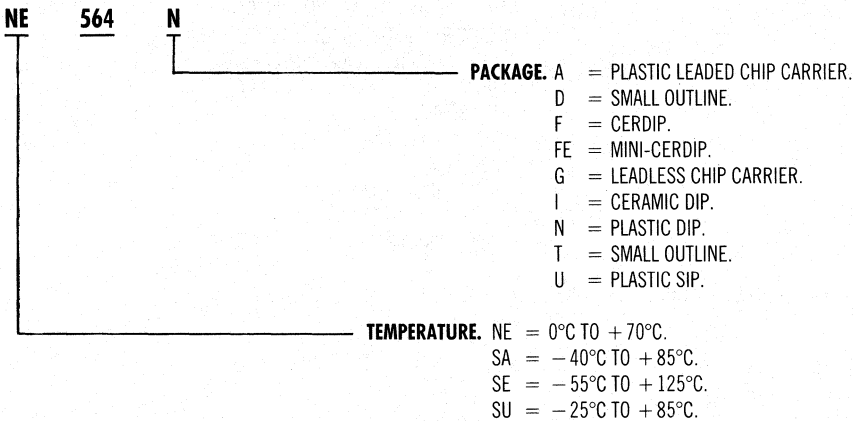 NE 564 N
PACKAGE. A = PLASTIC LEADED CHIP CARRIER.
D = SMALL OUTLINE.
F = CERDIP.
FE = MINI-CERDIP.
G = LEADLESS CHIP CARRIER.
I = CERAMIC DIP.
N = PLASTIC DIP.
T = SMALL OUTLINE.
U = PLASTIC SIP.
TEMPERATURE. NE = 0°C TO +70°C.
SA = −40°C TO +85°C.
SE = −55°C TO +125°C.
SU = −25°C TO +85°C.